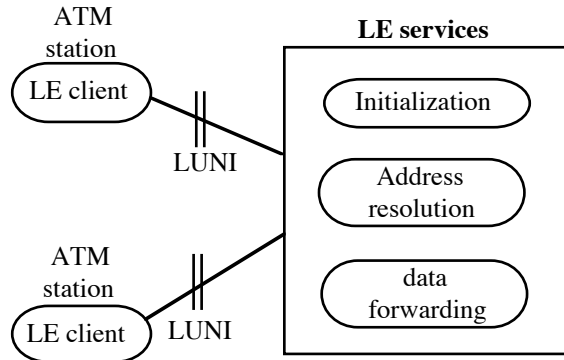 ATM
station
LE client
LUNI
ATM
station
LE client
LUNI
LE services
Initialization
Address
resolution
data
forwarding